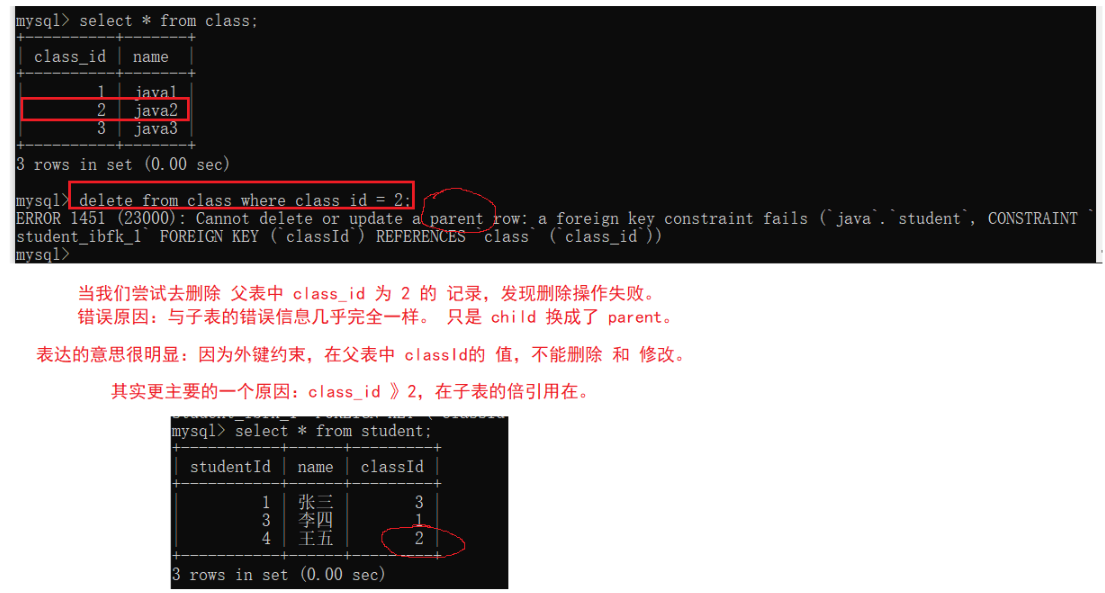 mysql> select * from class;
+----------+-------+
| class_id | name  |
+----------+-------+
|        1 | java1 |
|        2 | java2 |
|        3 | java3 |
+----------+-------+
3 rows in set (0.00 sec)
mysql> delete from class where class_id = 2;
ERROR 1451 (23000): Cannot delete or update a parent row: a foreign key constraint fails (`java`.`student`, CONSTRAINT `
student_ibfk_1` FOREIGN KEY (`classId`) REFERENCES `class` (`class_id`))
mysql>
当我们尝试去删除 父表中 class_id 为 2 的 记录，发现删除操作失败。
错误原因：与子表的错误信息几乎完全一样。 只是 child 换成了 parent。
表达的意思很明显：因为外键约束，在父表中 classId的 值，不能删除 和 修改。
其实更主要的一个原因：class_id 》2，在子表的倍引用在。
mysql> select * from student;
+-----------+------+---------+
| studentId | name | classId |
+-----------+------+---------+
|         1 | 张三 |       3 |
|         3 | 李四 |       1 |
|         4 | 王五 |       2 |
+-----------+------+---------+
3 rows in set (0.00 sec)